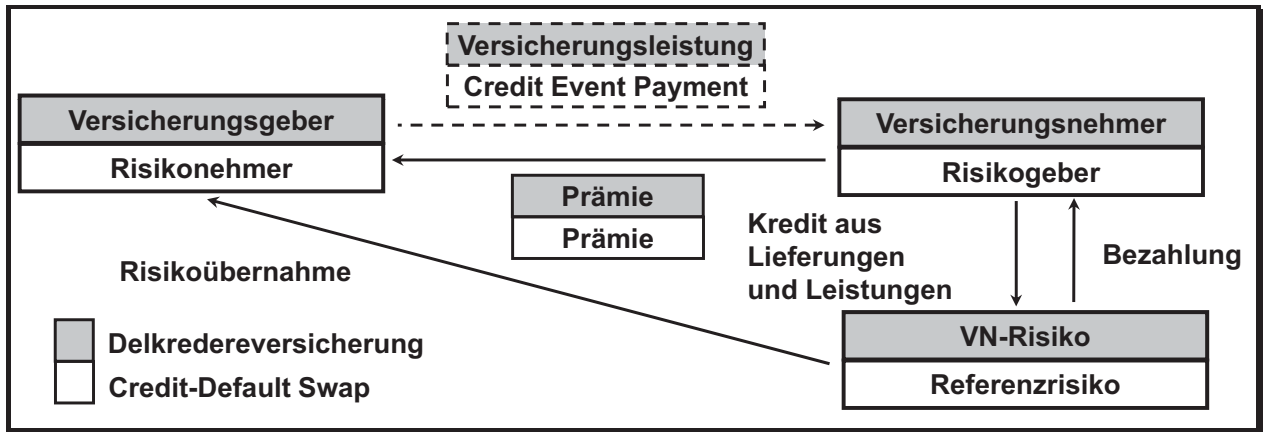 Versicherungsleistung
Credit Event Payment
Versicherungsgeber
Risikonehmer
Versicherungsnehmer
Risikogeber
Prämie
Prämie
Kredit aus
Lieferungen
und Leistungen
Bezahlung
Risikoübernahme
VN-Risiko
Referenzrisiko
Delkredereversicherung
Credit-Default Swap